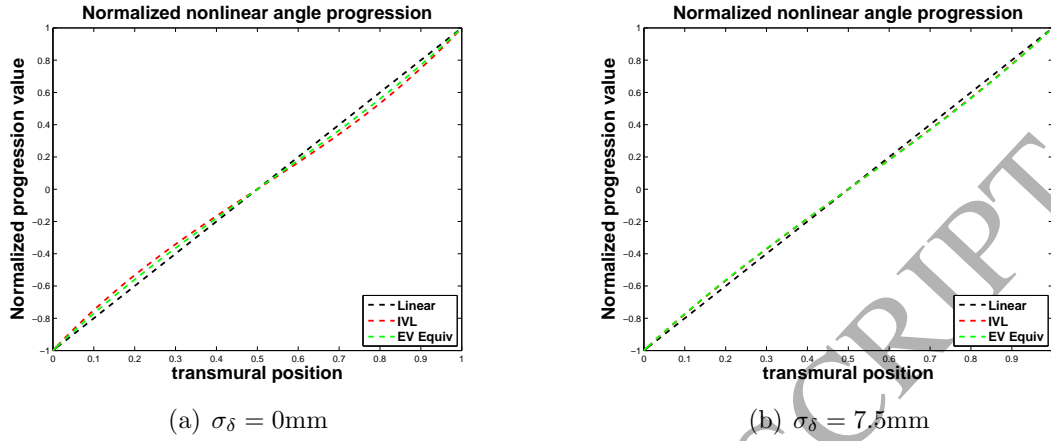 Normalized nonlinear angle progression
Normalized progression value
1
0.8
0.6
0.4
0.2
0
−0.2
−0.4
−0.6
−0.8
−1
0 0.1 0.2 0.3 0.4 0.5 0.6 0.7 0.8 0.9 1
transmural position
Linear
IVL
EV Equiv
(a) σδ = 0mm
Normalized nonlinear angle progression
Normalized progression value
1
0.8
0.6
0.4
0.2
0
−0.2
−0.4
−0.6
−0.8
−1
0 0.1 0.2 0.3 0.4 0.5 0.6 0.7 0.8 0.9
transmural position
Linear
IVL
EV Equiv
(b) σδ = 7.5mm
CCRIPT